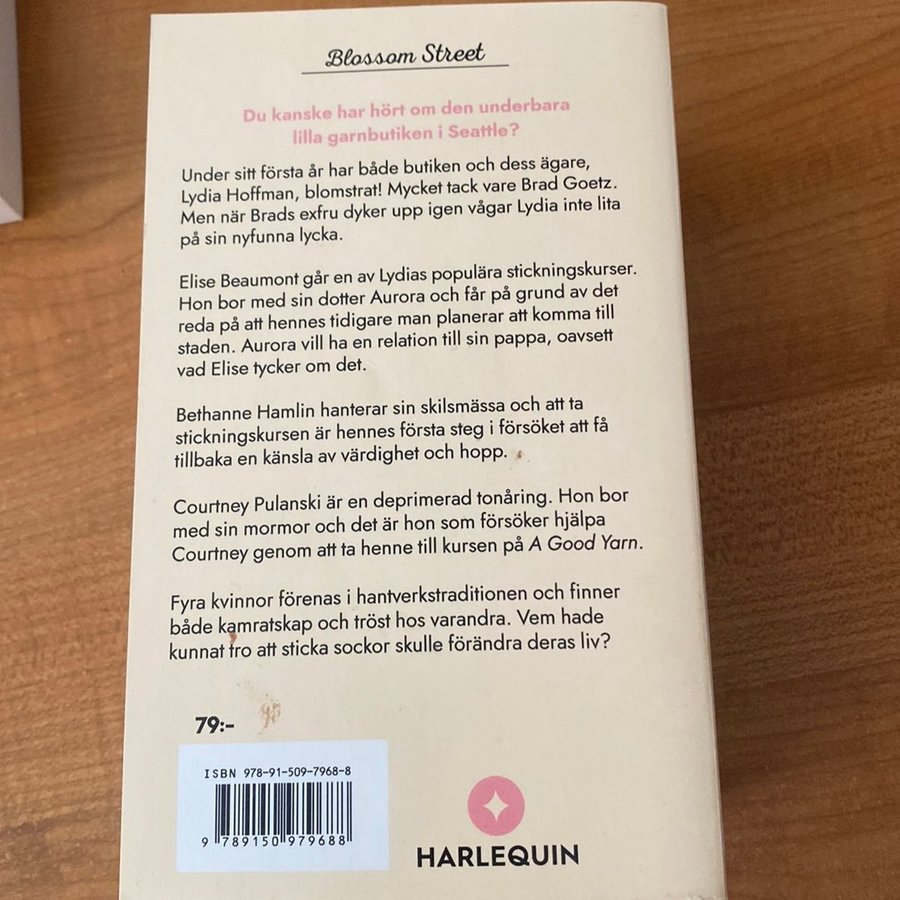 Blossom Street
Du kanske har hört om den underbara
lilla garnbutiken i Seattle?
Under sitt första år har både butiken och dess ägare,
Lydia Hoffman, blomstrat! Mycket tack vare Brad Goetz.
Men när Brads exfru dyker upp igen vågar Lydia inte lita
på sin nyfunna lycka.
Elise Beaumont går en av Lydias populära stickningskurser.
Hon bor med sin dotter Aurora och får på grund av det
reda på att hennes tidigare man planerar att komma till
staden. Aurora vill ha en relation till sin pappa, oavsett
vad Elise tycker om det.
Bethanne Hamlin hanterar sin skilsmässa och att ta
stickningskursen är hennes första steg i försöket att få
tillbaka en känsla av värdighet och hopp.
Courtney Pulanski är en deprimerad tonåring. Hon bor
med sin mormor och det är hon som försöker hjälpa
Courtney genom att ta henne till kursen på A Good Yarn.
Fyra kvinnor förenas i hantverkstraditionen och finner
både kamratskap och tröst hos varandra. Vem hade
kunnat tro att sticka sockor skulle förändra deras liv?
79:-
ISBN 978-91-509-7968-8
9 789150 979688
HARLEQUIN